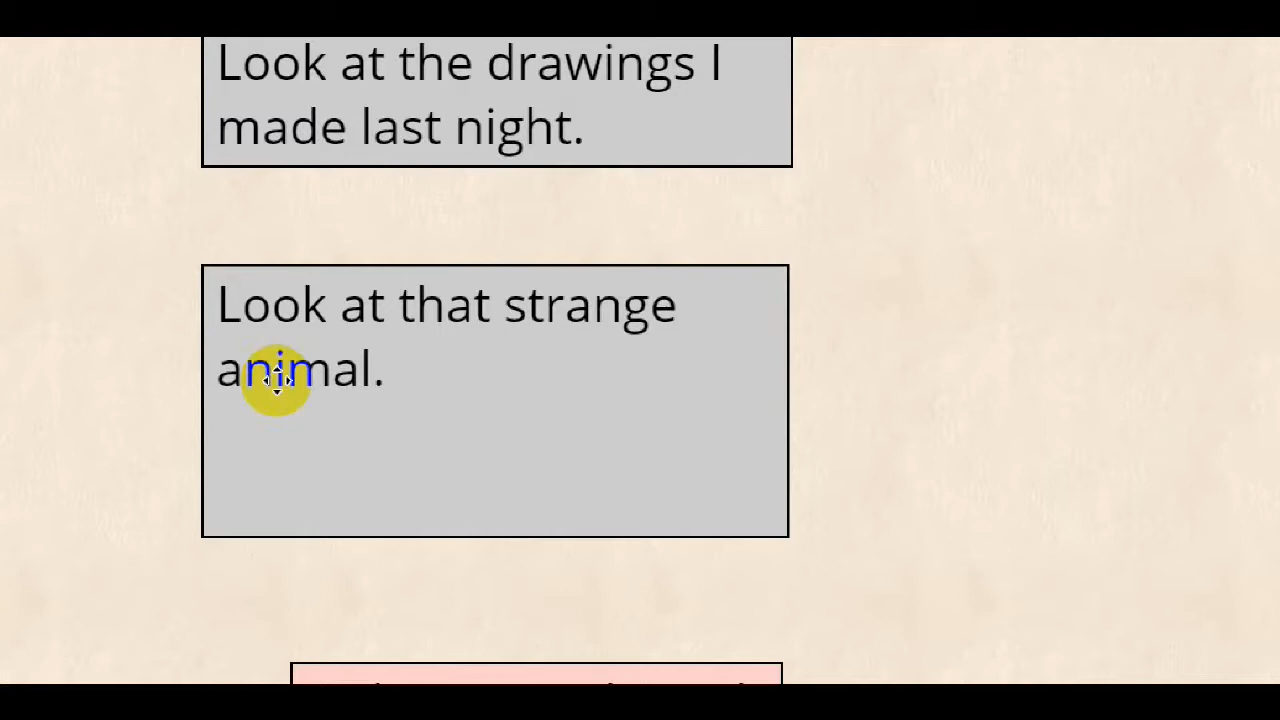 Look at the drawings I
made last night.
Look at that strange
animal.